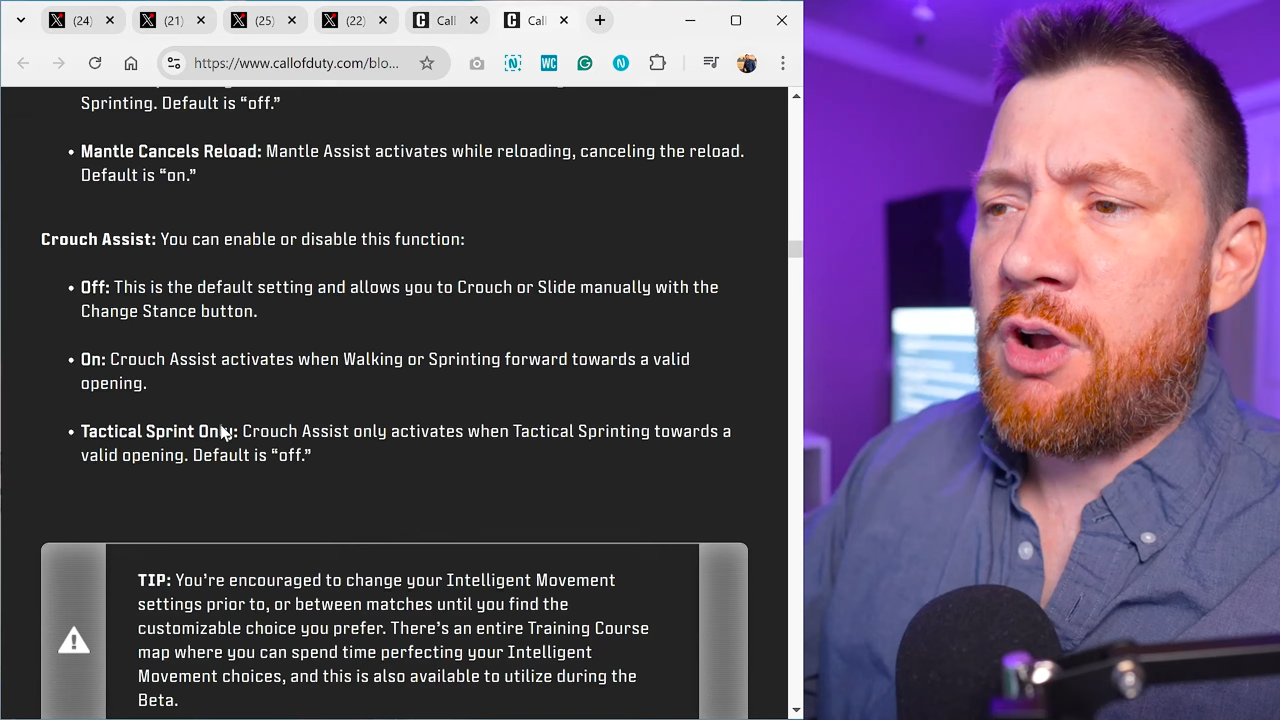 (24)
(21)
(25)
(22)
Call
Call
https://www.callofduty.com/blo...
WC
Sprinting. Default is “off.”
• Mantle Cancels Reload: Mantle Assist activates while reloading, canceling the reload.
Default is “on.”
Crouch Assist: You can enable or disable this function:
• Off: This is the default setting and allows you to Crouch or Slide manually with the
Change Stance button.
• On: Crouch Assist activates when Walking or Sprinting forward towards a valid
opening.
• Tactical Sprint Only: Crouch Assist only activates when Tactical Sprinting towards a
valid opening. Default is “off.”
TIP: You’re encouraged to change your Intelligent Movement
settings prior to, or between matches until you find the
customizable choice you prefer. There’s an entire Training Course
map where you can spend time perfecting your Intelligent
Movement choices, and this is also available to utilize during the
Beta.